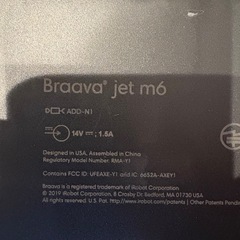 Braava® jet m6
ADD-N1
14V ⎓ ; 1.5A
Designed in USA, Assembled in China
Regulatory Model Number: RMA-Y1
Contains FCC ID: UFEAXE-Y1 and IC: 6652A-AXEY1
Braava is a registered trademark of iRobot Corporation
© 2019 iRobot Corporation, 8 Crosby Dr, Bedford, MA 01730 USA
All rights reserved. U.S. Pat. http://www.irobot.com/patents | Other Patents